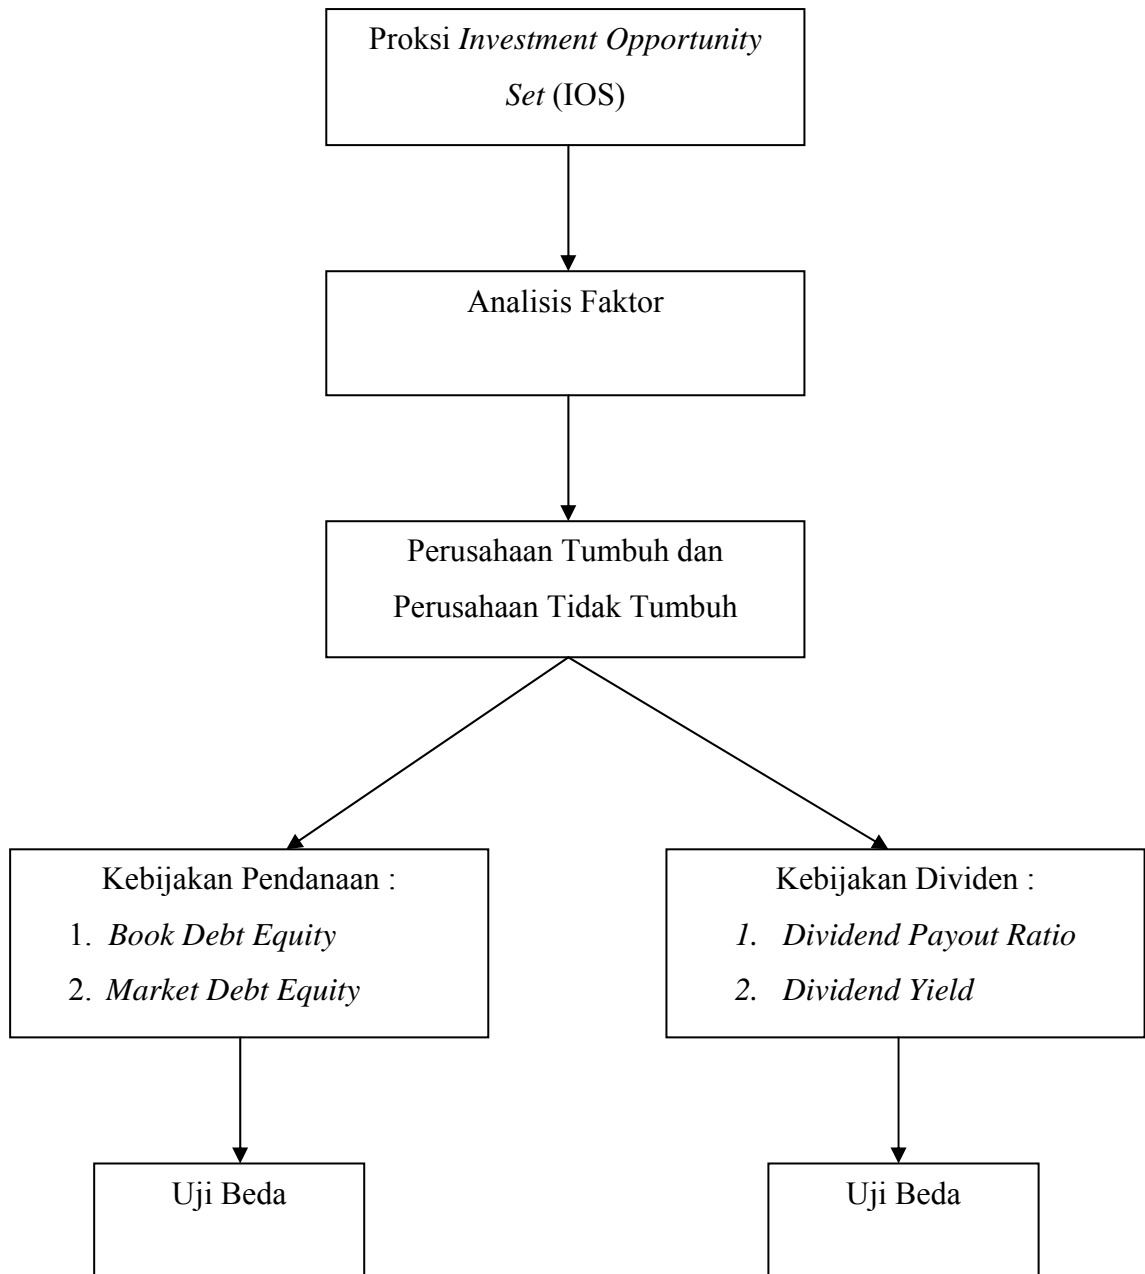 Proksi Investment Opportunity
Set (IOS)
Analisis Faktor
Perusahaan Tumbuh dan
Perusahaan Tidak Tumbuh
Kebijakan Pendanaan :
1. Book Debt Equity
2. Market Debt Equity
Kebijakan Dividen :
1. Dividend Payout Ratio
2. Dividend Yield
Uji Beda
Uji Beda